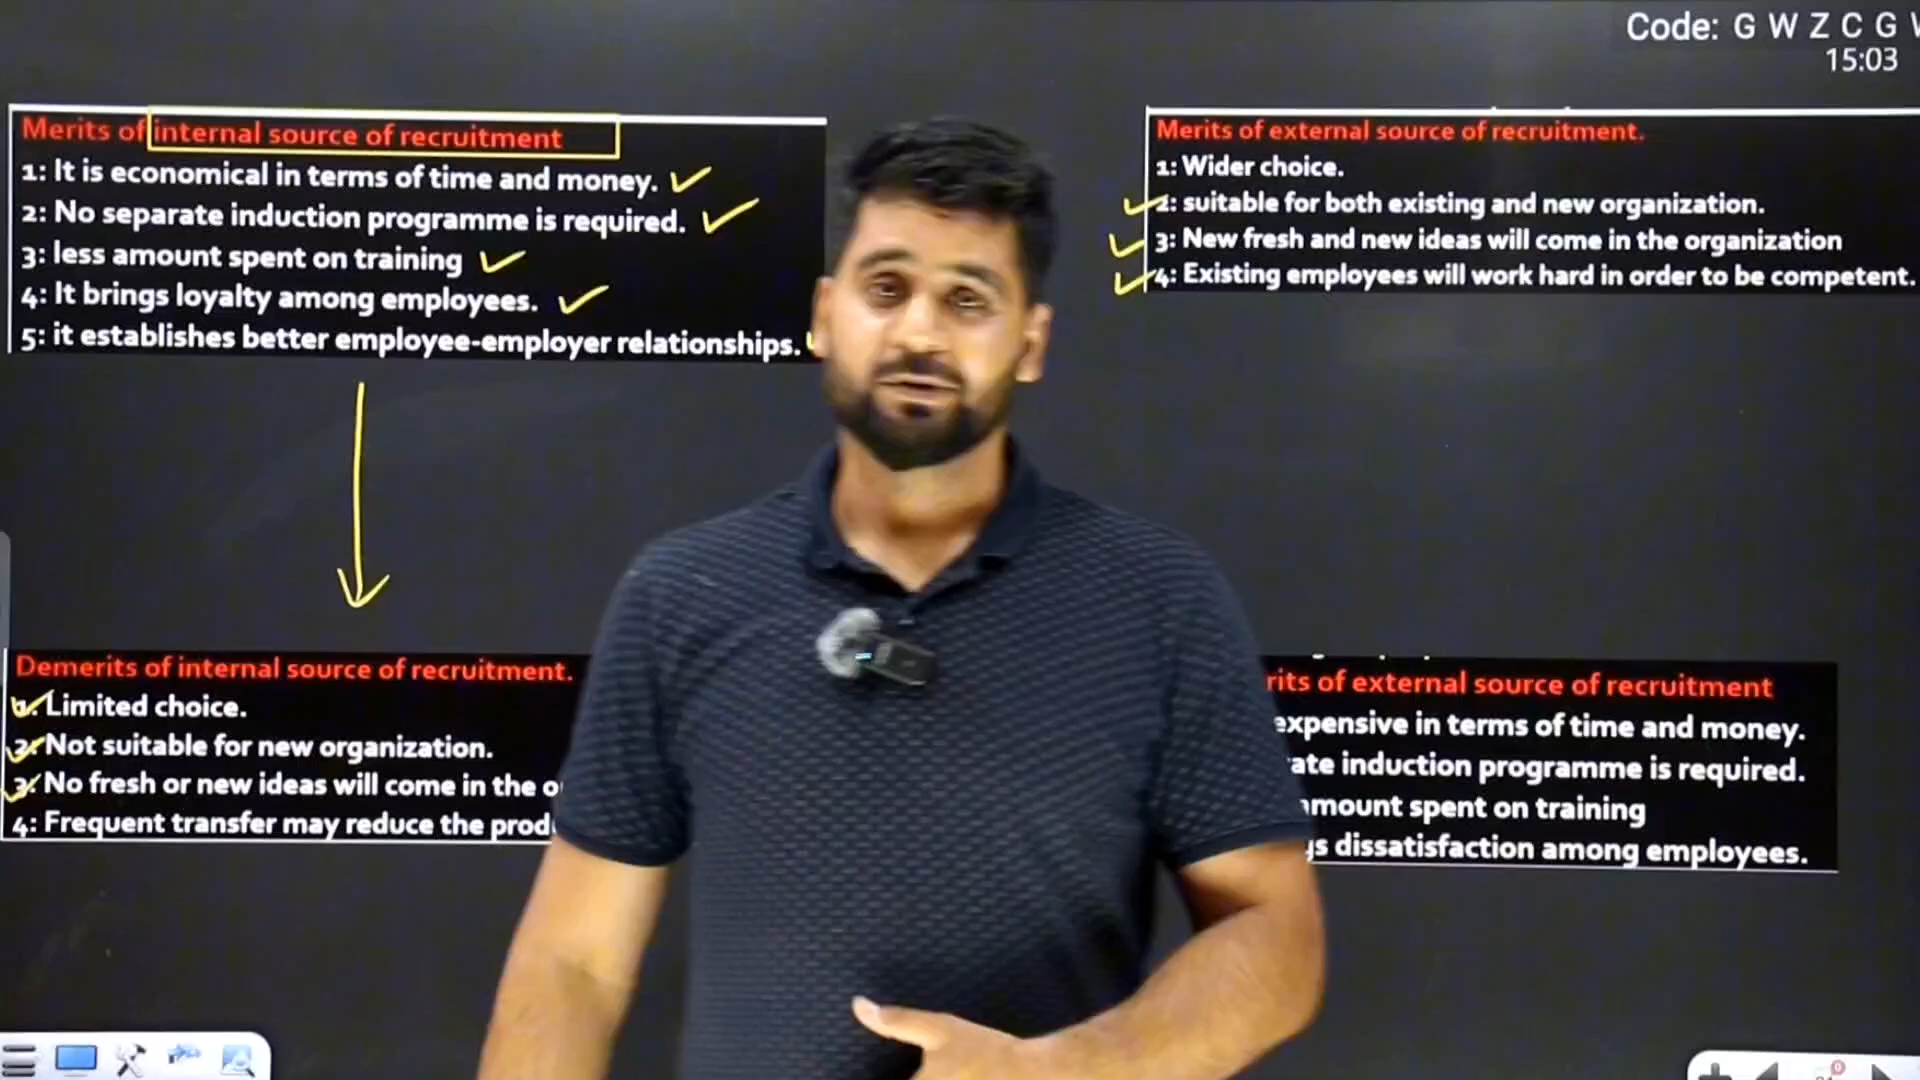 Code: G W Z C G
15:03
Merits of internal source of recruitment
1: It is economical in terms of time and money.
2: No separate induction programme is required.
3: less amount spent on training
4: It brings loyalty among employees.
5: it establishes better employee-employer relationships.
Merits of external source of recruitment.
1: Wider choice.
2: suitable for both existing and new organization.
3: New fresh and new ideas will come in the organization
4: Existing employees will work hard in order to be competent.
Demerits of internal source of recruitment.
1: Limited choice.
2: Not suitable for new organization.
3: No fresh or new ideas will come in the
4: Frequent transfer may reduce the
of external source of recruitment
expensive in terms of time and money.
induction programme is required.
amount spent on training
dissatisfaction among employees.